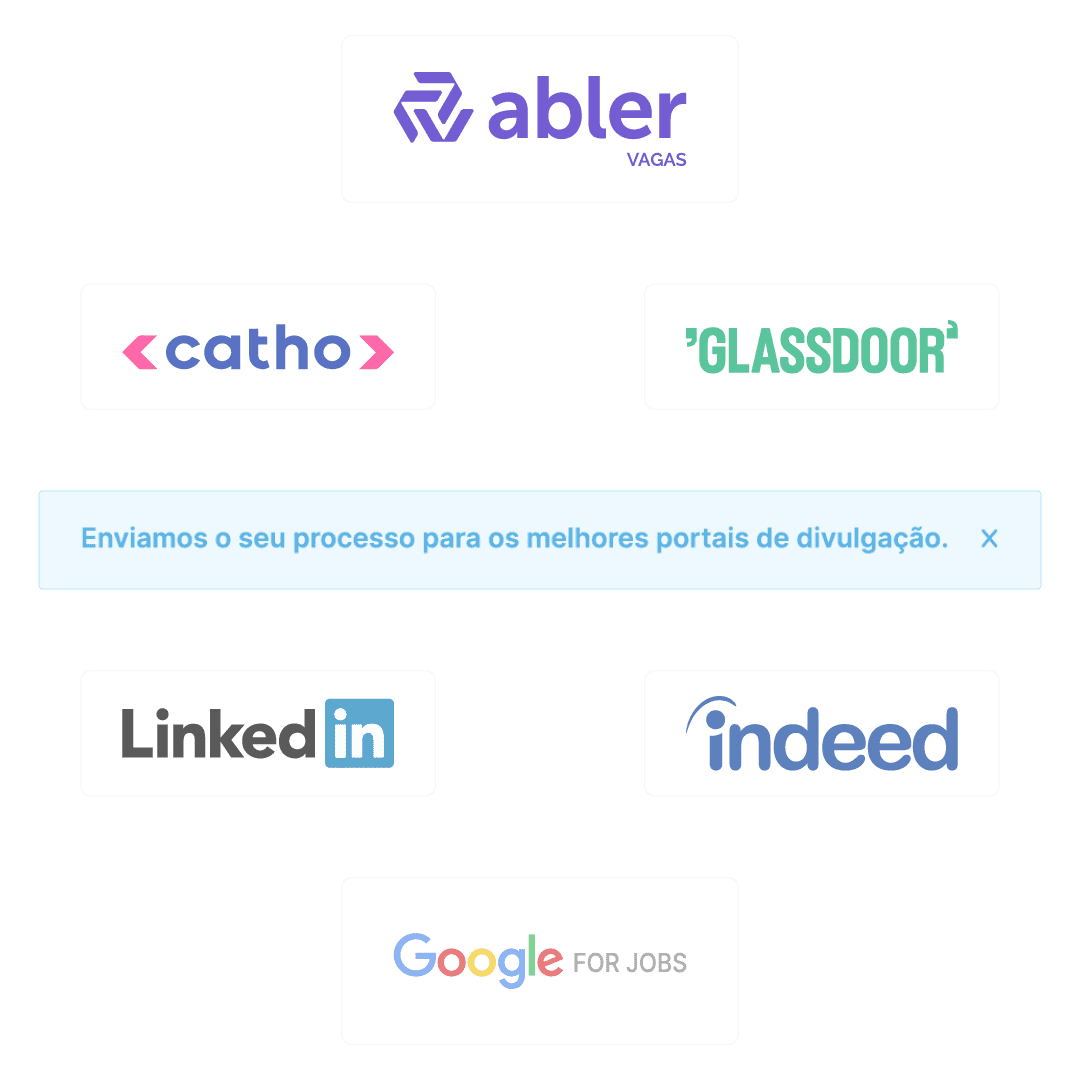 abler
VAGAS
catho
GLASSDOOR
Enviamos o seu processo para os melhores portais de divulgação.
Linkedin
indeed
Google FOR JOBS